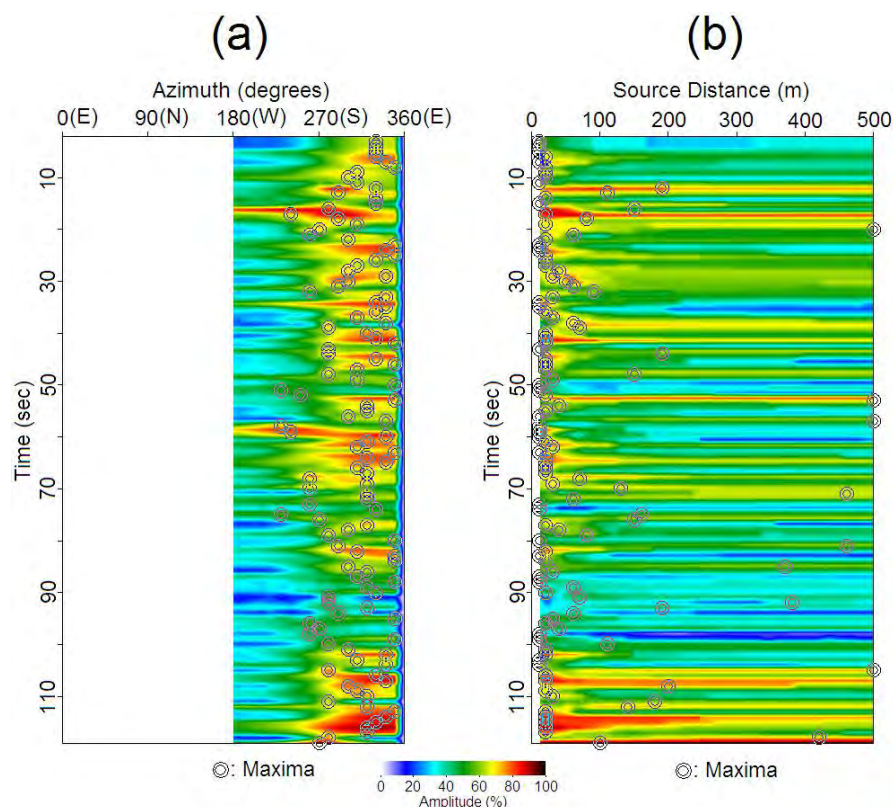 (a) (b)
Azimuth (degrees) Source Distance (m)
0(E) 90(N) 180(W) 270(S) 360(E) 0 100 200 300 400 500
Time (sec) Time (sec)
10 10
30 30
50 50
70 70
90 90
110 110
◎: Maxima ◎: Maxima
0 20 40 60 80 100
Amplitude (%)